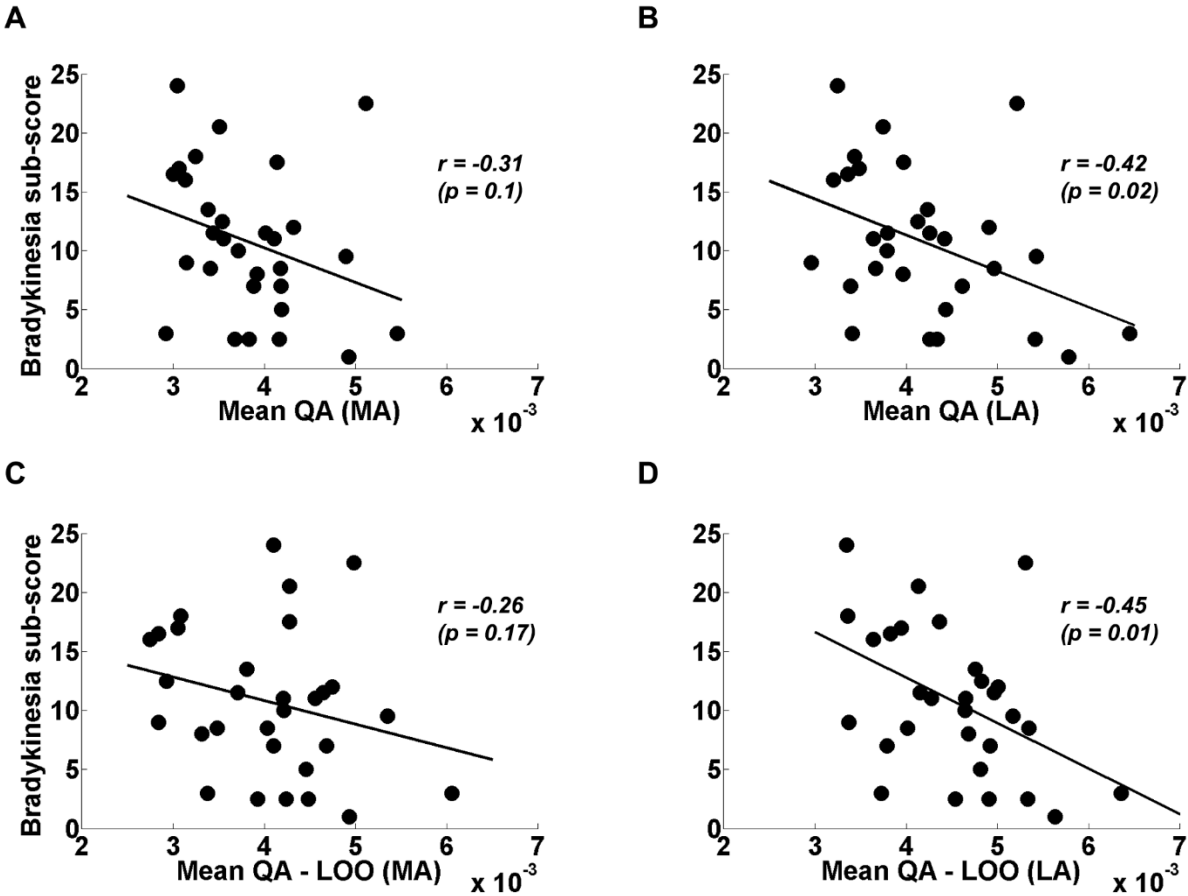 A
Bradykinesia sub-score
25
20
15
10
5
0
r = -0.31
(p = 0.1)
2 3 4 5 6 7
Mean QA (MA)
x 10-3
B
25
20
15
10
5
0
r = -0.42
(p = 0.02)
2 3 4 5 6 7
Mean QA (LA)
x 10-3
C
Bradykinesia sub-score
25
20
15
10
5
0
r = -0.26
(p = 0.17)
2 3 4 5 6 7
Mean QA - LOO (MA)
x 10-3
D
25
20
15
10
5
0
r = -0.45
(p = 0.01)
2 3 4 5 6 7
Mean QA - LOO (LA)
x 10-3